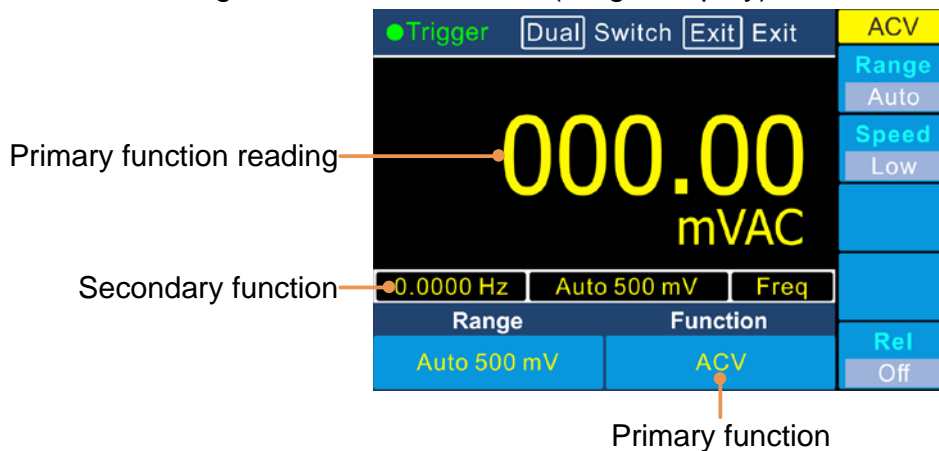 Trigger Dual Switch Exit Exit ACV
Range
Auto
Speed
Low
Primary function reading
000.00
mVAC
Secondary function
0.0000 Hz Auto 500 mV Freq
Range Function
Auto 500 mV ACV
Rel
Off
Primary function